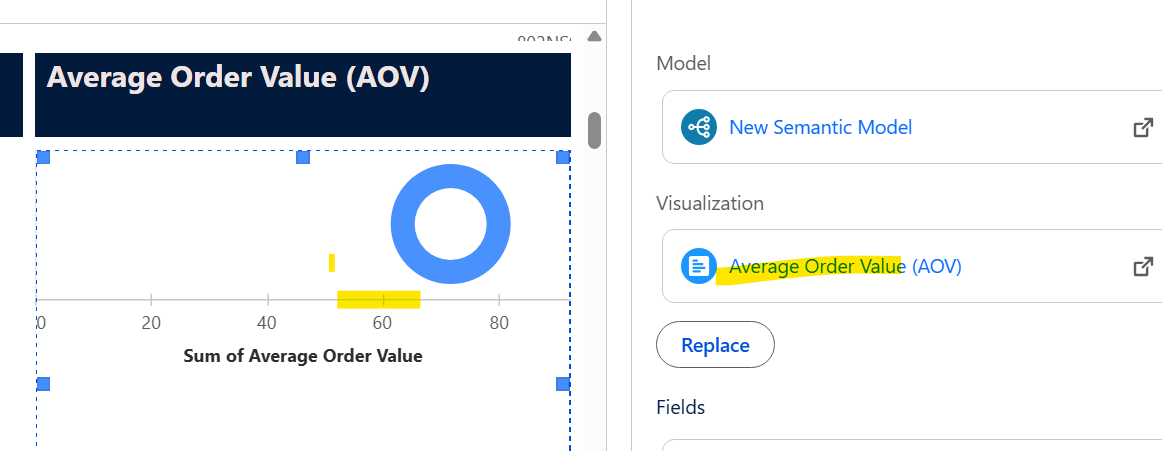 Average Order Value (AOV)
0 20 40 60 80
Sum of Average Order Value
Model
New Semantic Model
Visualization
Average Order Value (AOV)
Replace
Fields